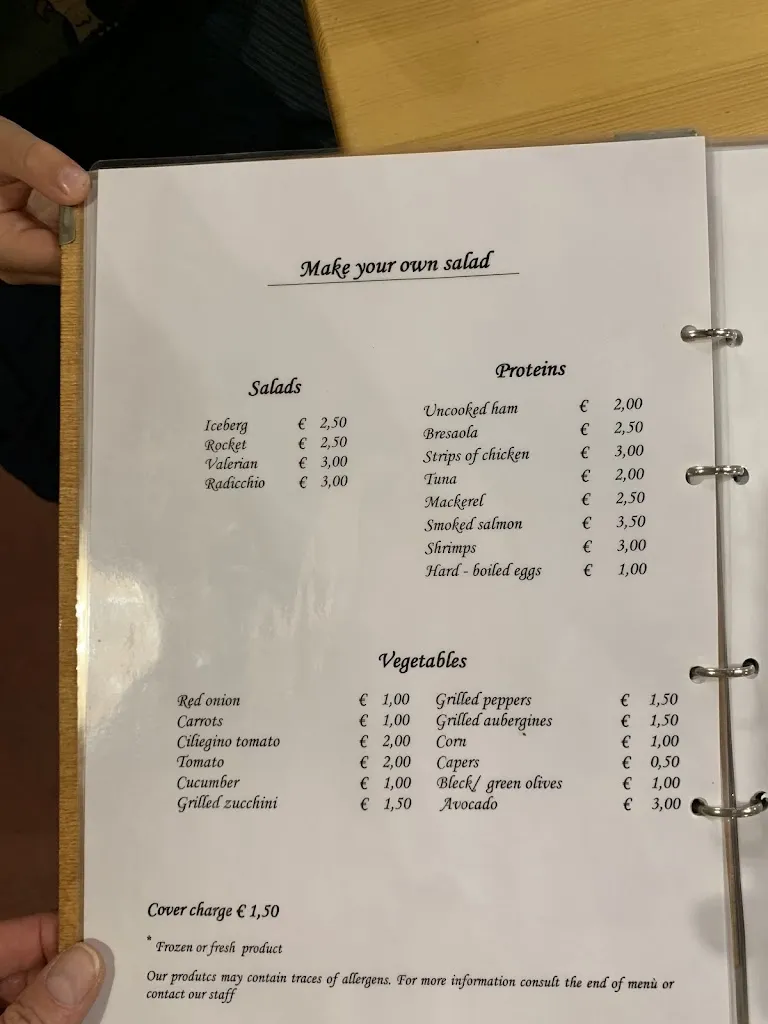 Make your own salad
Salads
Iceberg € 2,50
Rocket € 2,50
Valerian € 3,00
Radicchio € 3,00
Proteins
Uncooked ham € 2,00
Bresaola € 2,50
Strips of chicken € 3,00
Tuna € 2,00
Mackerel € 2,50
Smoked salmon € 3,50
Shrimps € 3,00
Hard - boiled eggs € 1,00
Vegetables
Red onion € 1,00
Carrots € 1,00
Ciliegino tomato € 2,00
Tomato € 2,00
Cucumber € 1,00
Grilled zucchini € 1,50
Grilled peppers € 1,50
Grilled aubergines € 1,50
Corn € 1,00
Capers € 0,50
Bleck/ green olives € 1,00
Avocado € 3,00
Cover charge € 1,50
* Frozen or fresh product
Our produtcs may contain traces of allergens. For more information consult the end of menù or
contact our staff